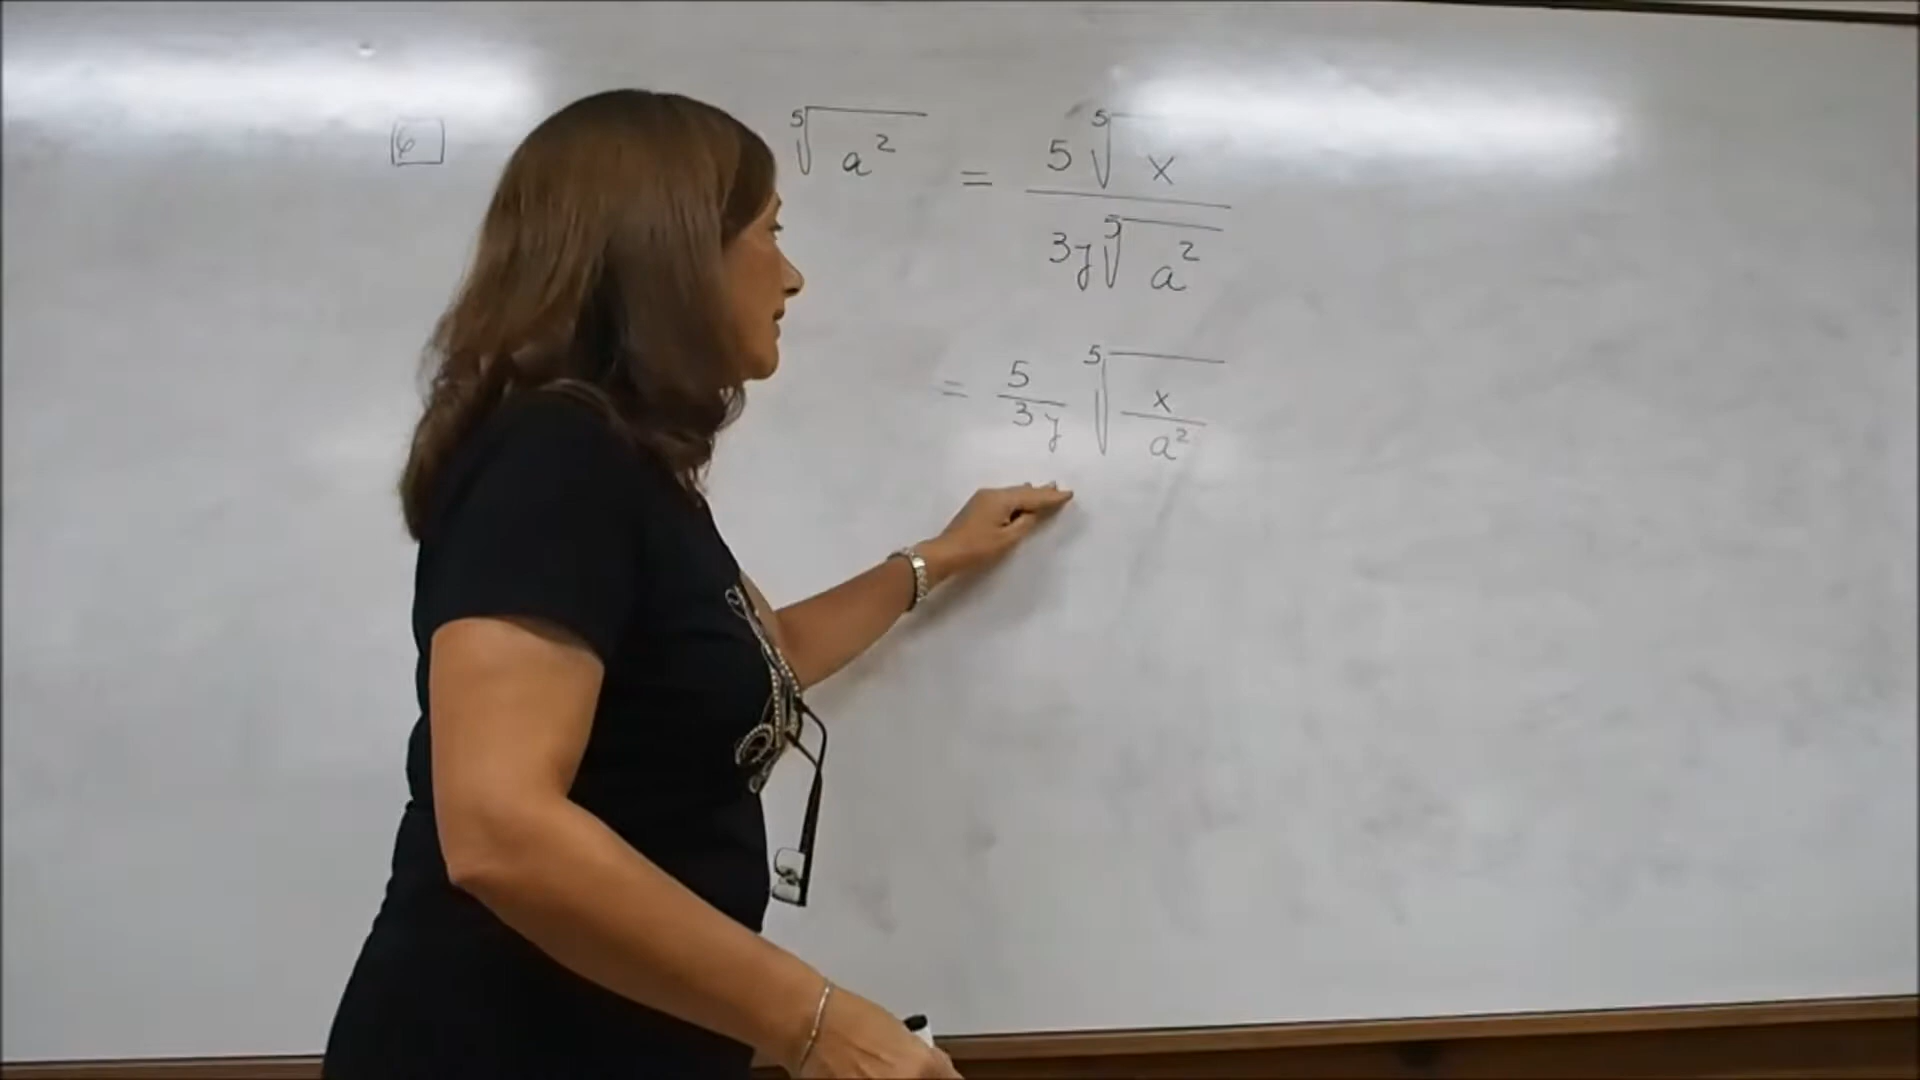 6 ⁵√a² = 5 ⁵√x / 3y ⁵√a²
= 5/3y ⁵√x/a²